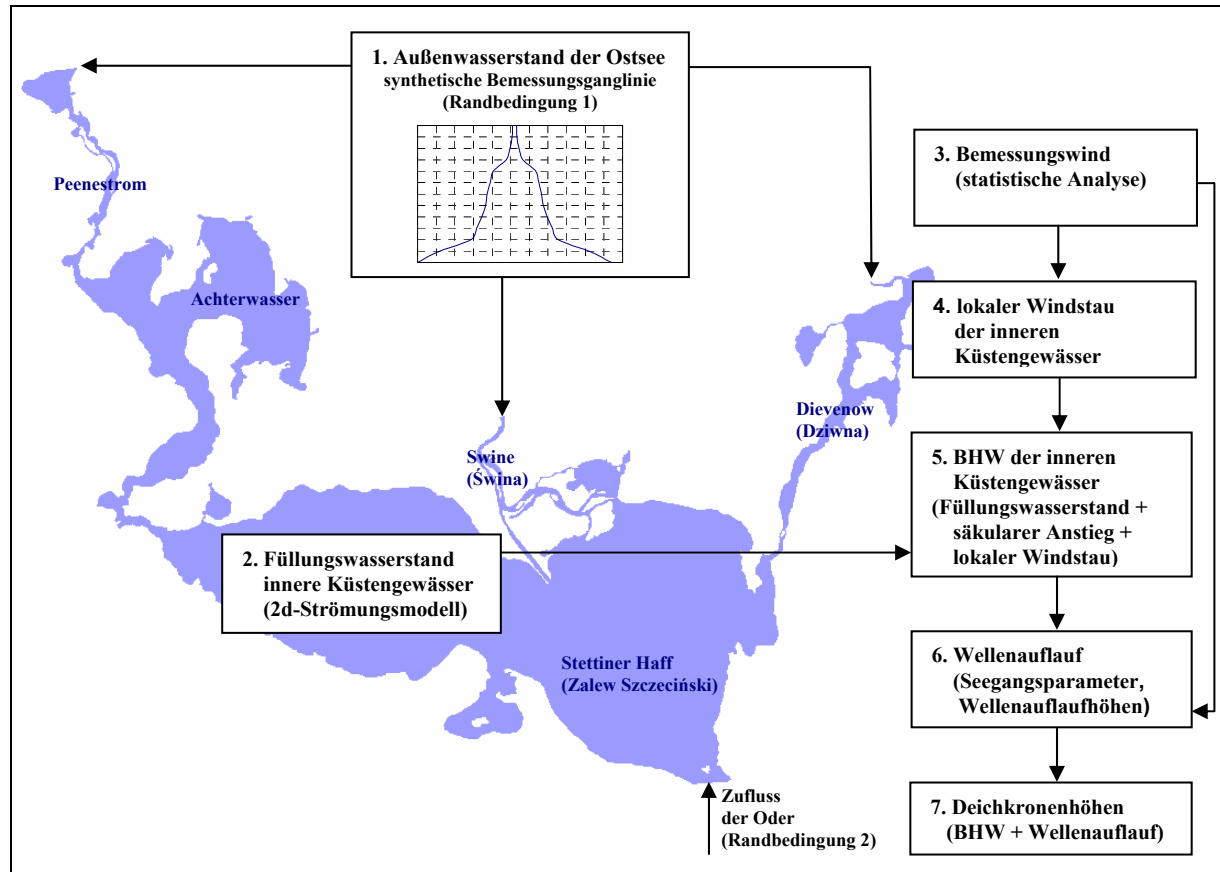 1. Außenwasserstand der Ostsee
synthetische Bemessungsganglinie
(Randbedingung 1)
Peenestrom
Achterwasser
3. Bemessungswind
(statistische Analyse)
4. lokaler Windstau
der inneren
Küstengewässer
Dievenow
(Dziwna)
Swine
(Świna)
5. BHW der inneren
Küstengewässer
(Füllungswasserstand +
säkularer Anstieg +
lokaler Windstau)
2. Füllungswasserstand
innere Küstengewässer
(2d-Strömungsmodell)
Stettiner Haff
(Zalew Szczeciński)
6. Wellenauflauf
(Seegangsparameter,
Wellenauflaufhöhen)
Zufluss
der Oder
(Randbedingung 2)
7. Deichkronenhöhen
(BHW + Wellenauflauf)